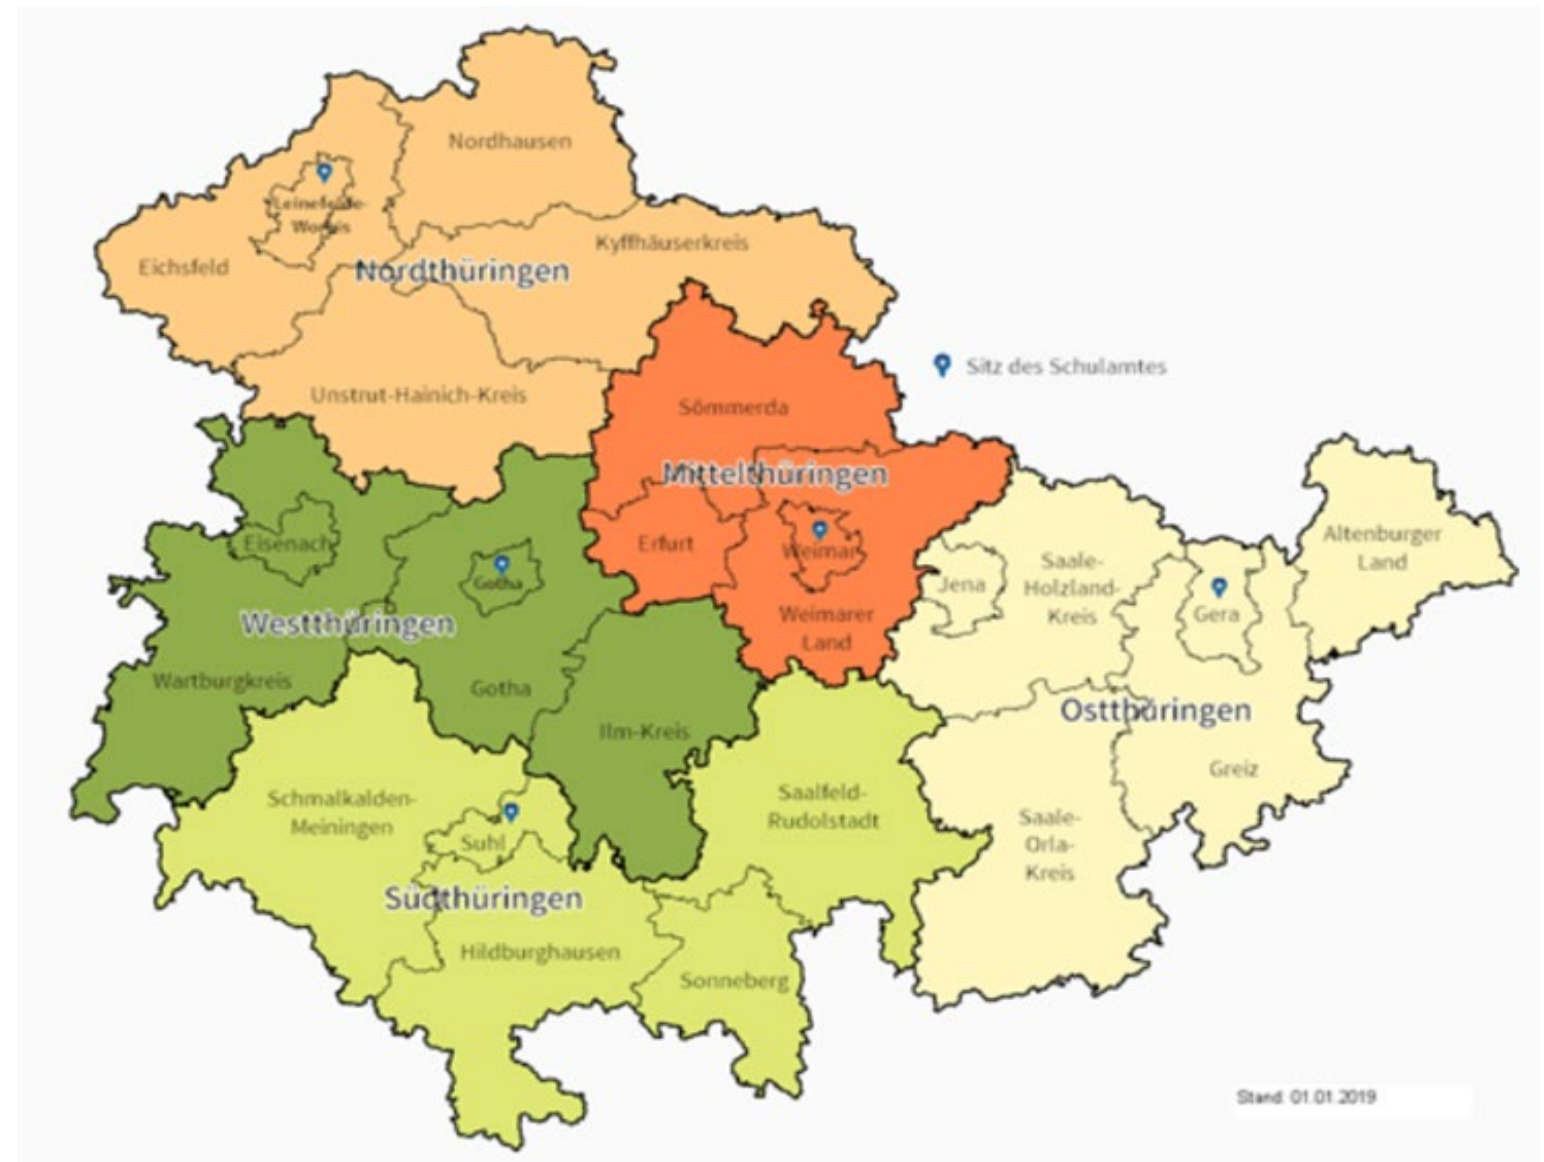 Nordhausen
Leinefelde-
Worbis
Kyffhäuserkreis
Eichsfeld
Nordthüringen
Sitz des Schulamtes
Unstrut-Hainich-Kreis
Sömmerda
Mittelthüringen
Altenburger
Land
Eisenach
Erfurt
Weimar
Saale-
Holzland-
Kreis
Jena
Gotha
Gera
Weimarer
Land
Westthüringen
Wartburgkreis
Gotha
Ostthüringen
Ilm-Kreis
Greiz
Schmalkalden-
Meiningen
Saalfeld-
Rudolstadt
Saale-
Orla-
Kreis
Suhl
Südthüringen
Hildburghausen
Sonneberg
Stand: 01.01.2019